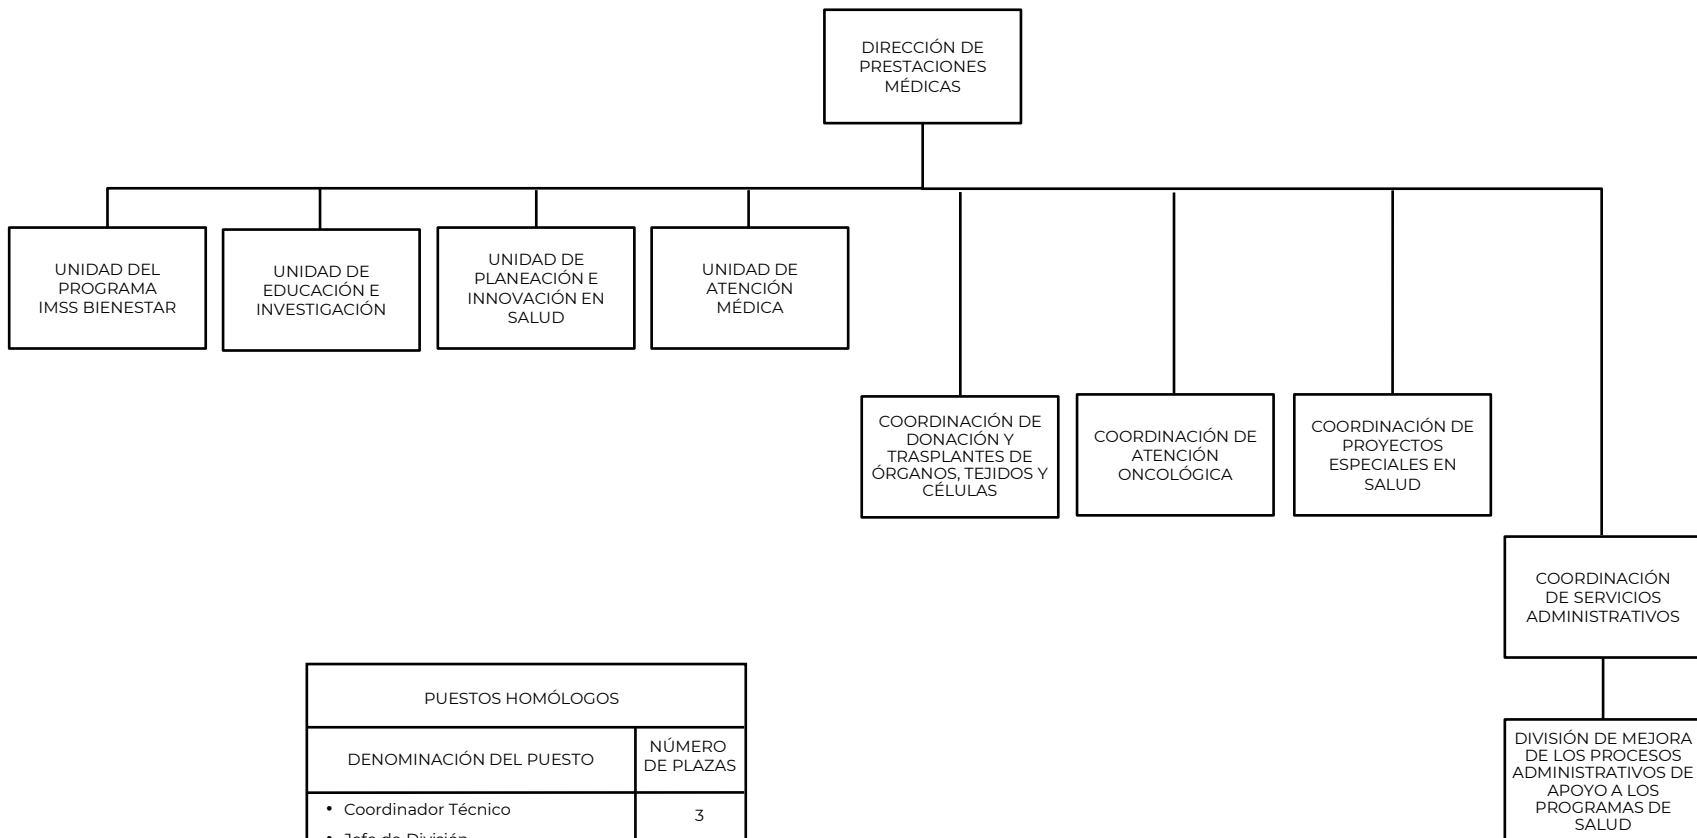 DIRECCIÓN DE
PRESTACIONES
MÉDICAS
UNIDAD DEL
PROGRAMA
IMSS BIENESTAR
UNIDAD DE
EDUCACIÓN E
INVESTIGACIÓN
UNIDAD DE
PLANEACIÓN E
INNOVACIÓN EN
SALUD
UNIDAD DE
ATENCIÓN
MÉDICA
COORDINACIÓN DE
DONACIÓN Y
TRASPLANTES DE
ÓRGANOS, TEJIDOS Y
CÉLULAS
COORDINACIÓN DE
ATENCIÓN
ONCOLÓGICA
COORDINACIÓN DE
PROYECTOS
ESPECIALES EN
SALUD
COORDINACIÓN
DE SERVICIOS
ADMINISTRATIVOS
DIVISIÓN DE MEJORA
DE LOS PROCESOS
ADMINISTRATIVOS DE
APOYO A LOS
PROGRAMAS DE
SALUD
PUESTOS HOMÓLOGOS
DENOMINACIÓN DEL PUESTO
NÚMERO
DE PLAZAS
• Coordinador Técnico 3
• Jefe de División